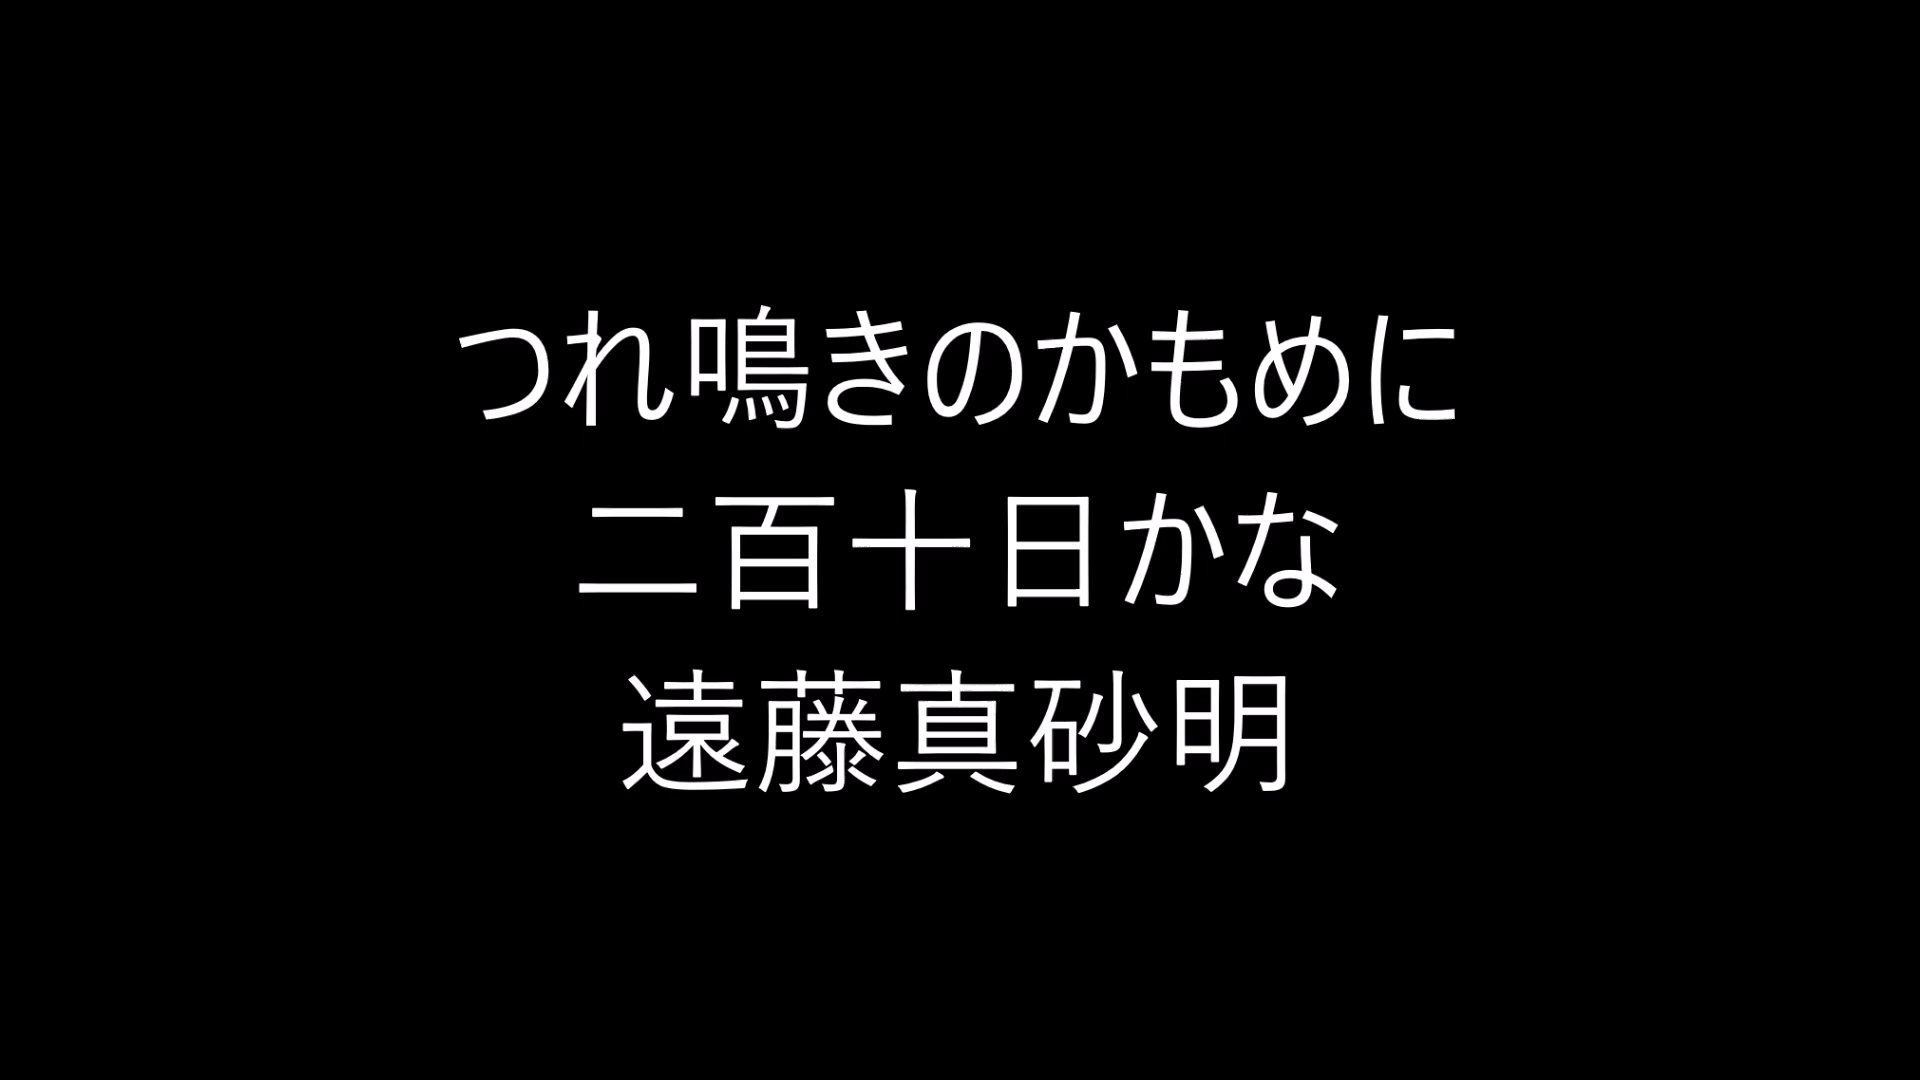 つれ鳴きのかもめに
二百十日かな
遠藤真砂明